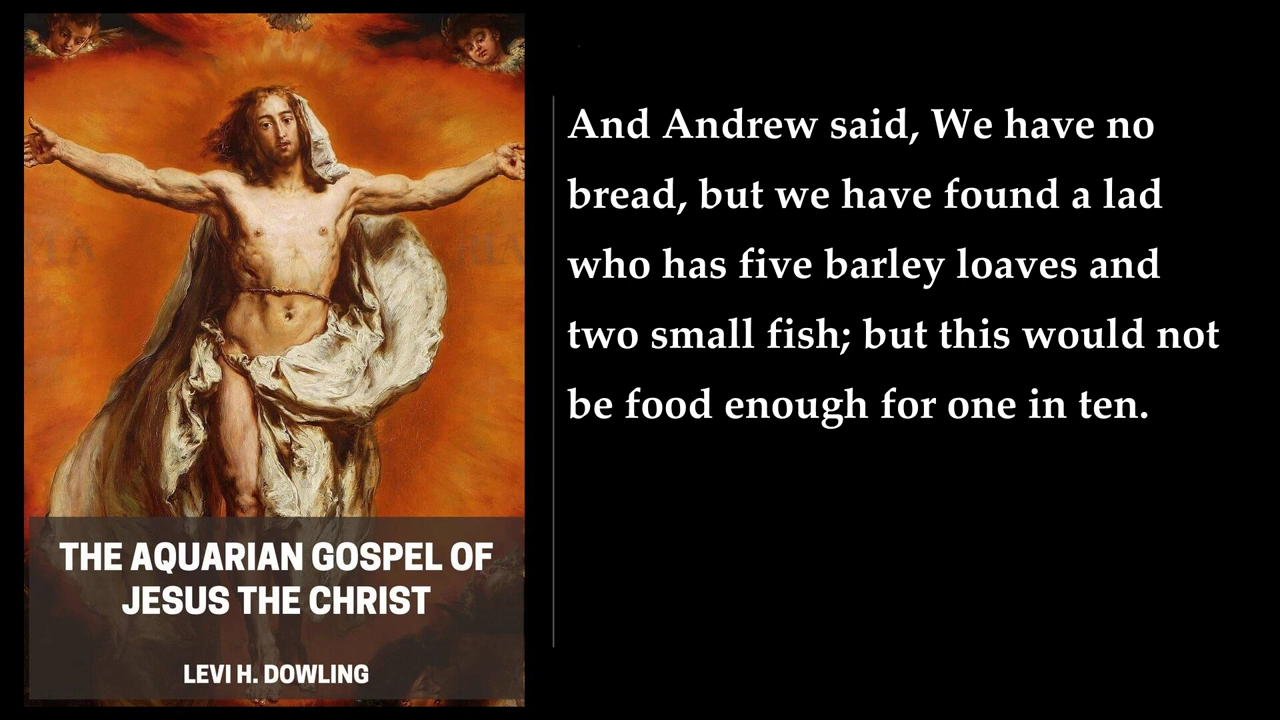 THE AQUARIAN GOSPEL OF
JESUS THE CHRIST
LEVI H. DOWLING
And Andrew said, We have no
bread, but we have found a lad
who has five barley loaves and
two small fish; but this would not
be food enough for one in ten.